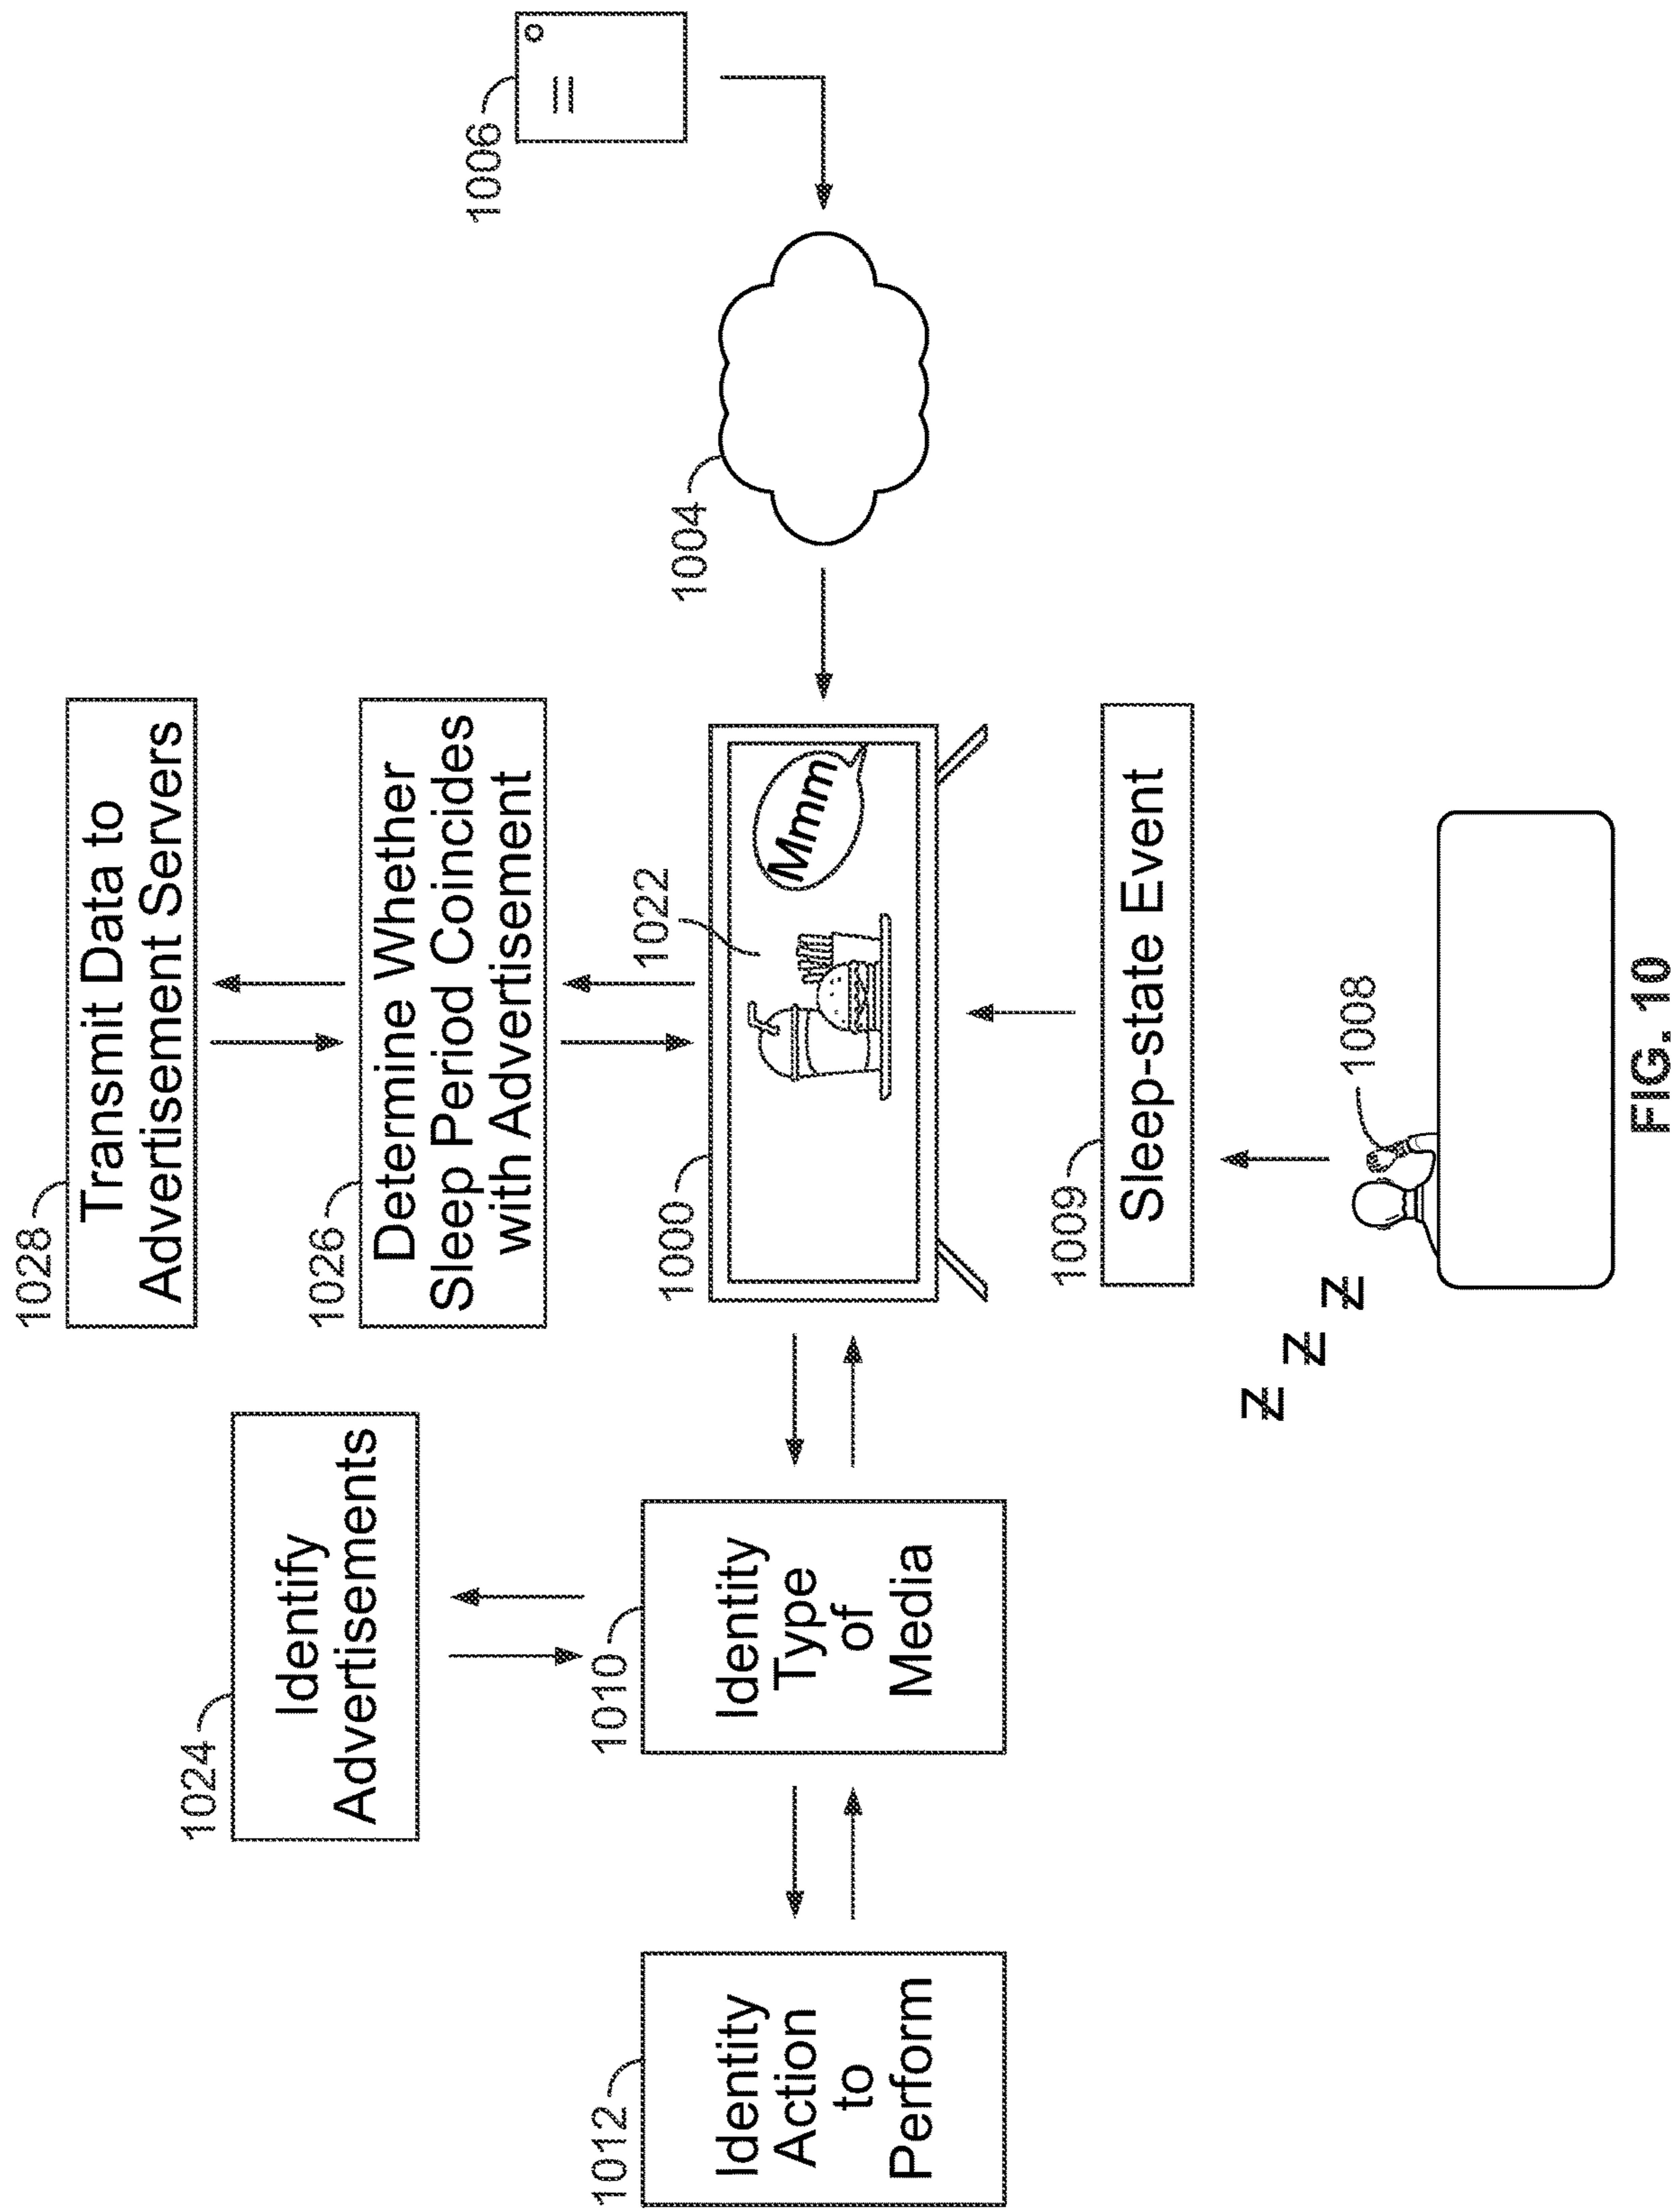 1028
Transmit Data to
Advertisement Servers
1024
Identify
Advertisements
1026
Determine Whether
Sleep Period Coincides
with Advertisement
1006
1012
Identity
Action
to
Perform
1010
Identity
Type
of
Media
1022
1000
Mmm
1004
1009
Sleep-state Event
Z
Z
Z
1008
FIG. 10